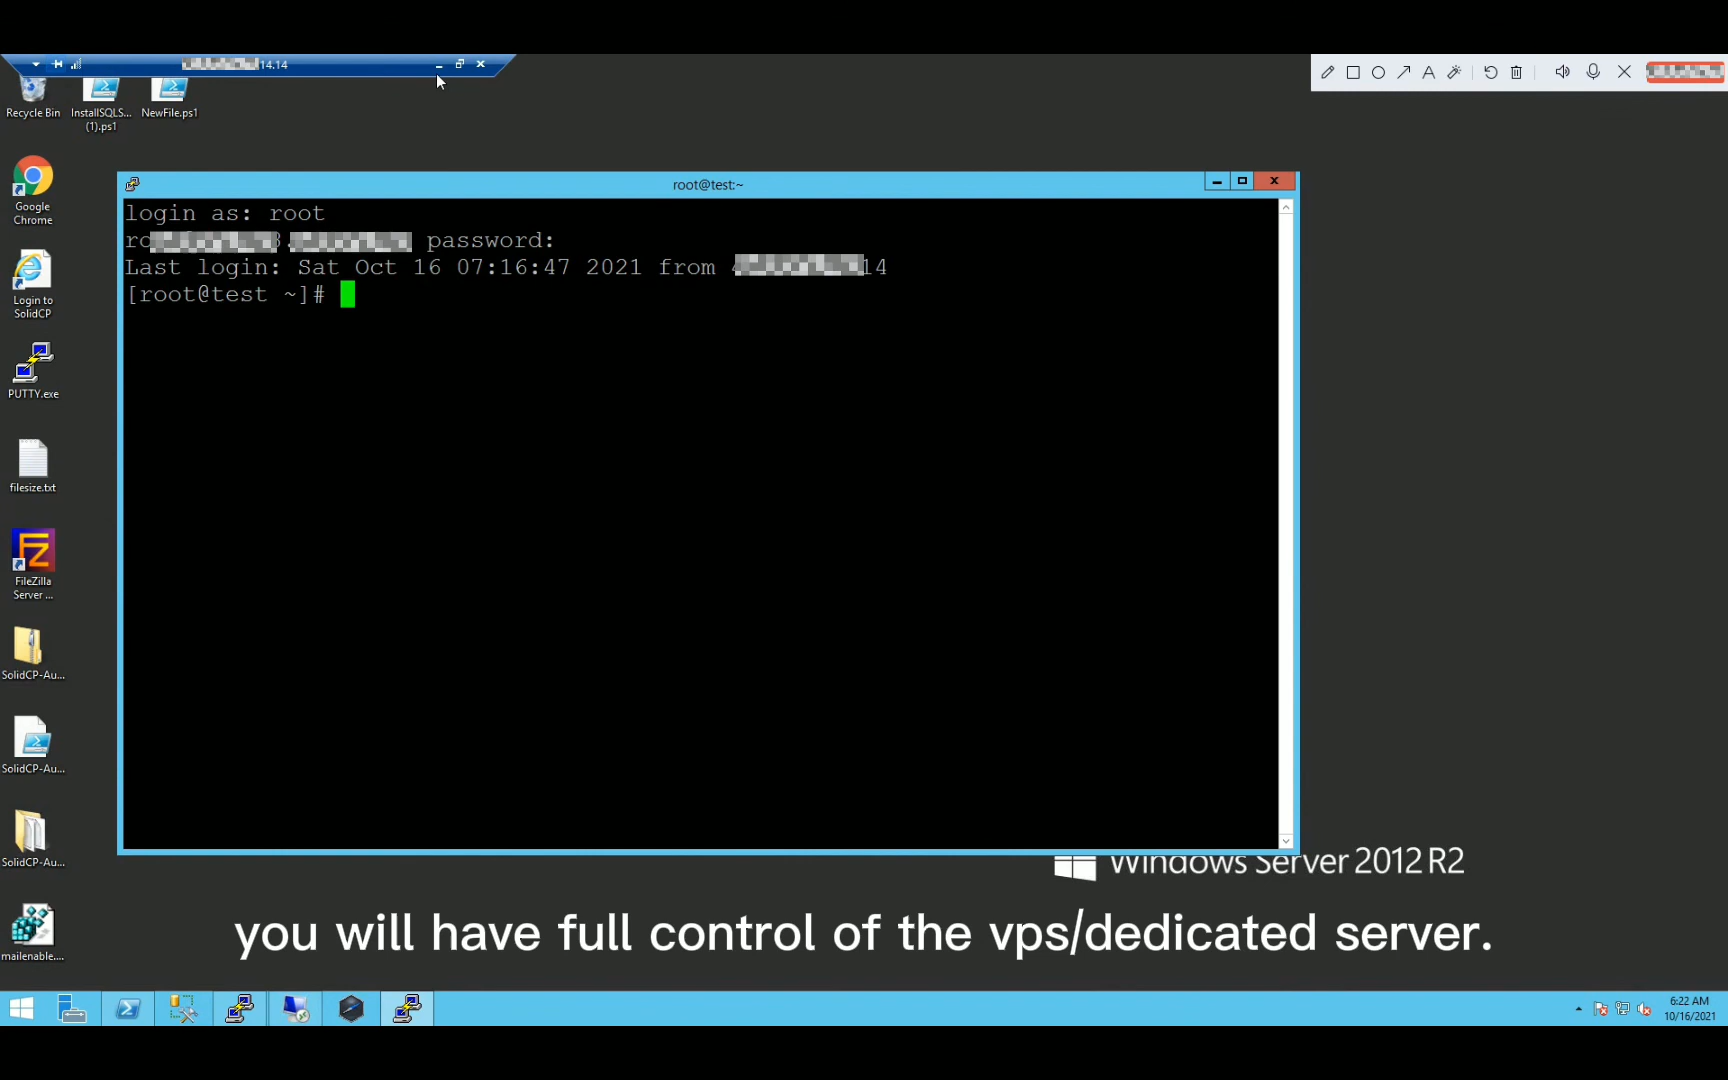 14.14
Recycle Bin
InstallSQLS...
(1).ps1
NewFile.ps1
Google
Chrome
Login to
SolidCP
PUTTY.exe
filesize.txt
FileZilla
Server ...
SolidCP-Au...
SolidCP-Au...
SolidCP-Au...
mailenable....
root@test:~
login as: root
password:
Last login: Sat Oct 16 07:16:47 2021 from 14
[root@test ~]#
Windows Server 2012 R2
you will have full control of the vps/dedicated server.
6:22 AM
10/16/2021